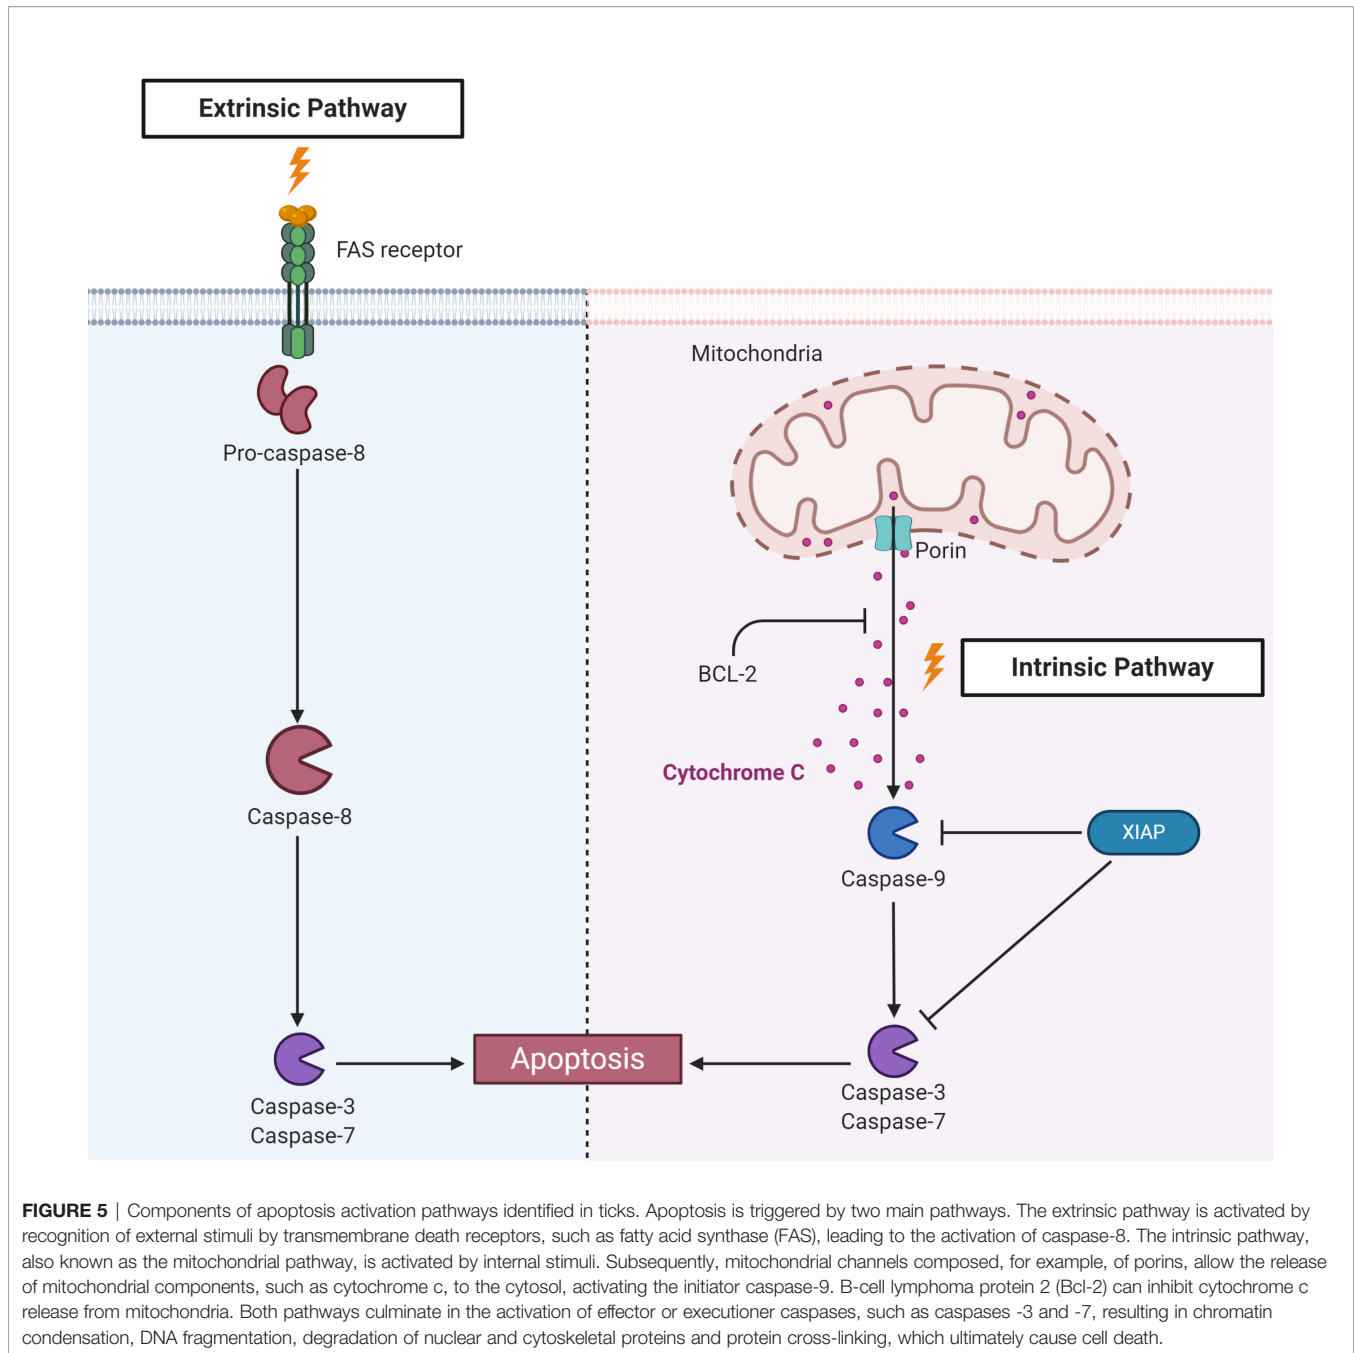 Extrinsic Pathway
FAS receptor
Mitochondria
Pro-caspase-8
Porin
BCL-2
Intrinsic Pathway
Cytochrome C
Caspase-8
XIAP
Caspase-9
Apoptosis
Caspase-3
Caspase-7
Caspase-3
Caspase-7
FIGURE 5 | Components of apoptosis activation pathways identified in ticks. Apoptosis is triggered by two main pathways. The extrinsic pathway is activated by
recognition of external stimuli by transmembrane death receptors, such as fatty acid synthase (FAS), leading to the activation of caspase-8. The intrinsic pathway,
also known as the mitochondrial pathway, is activated by internal stimuli. Subsequently, mitochondrial channels composed, for example, of porins, allow the release
of mitochondrial components, such as cytochrome c, to the cytosol, activating the initiator caspase-9. B-cell lymphoma protein 2 (Bcl-2) can inhibit cytochrome c
release from mitochondria. Both pathways culminate in the activation of effector or executioner caspases, such as caspases -3 and -7, resulting in chromatin
condensation, DNA fragmentation, degradation of nuclear and cytoskeletal proteins and protein cross-linking, which ultimately cause cell death.